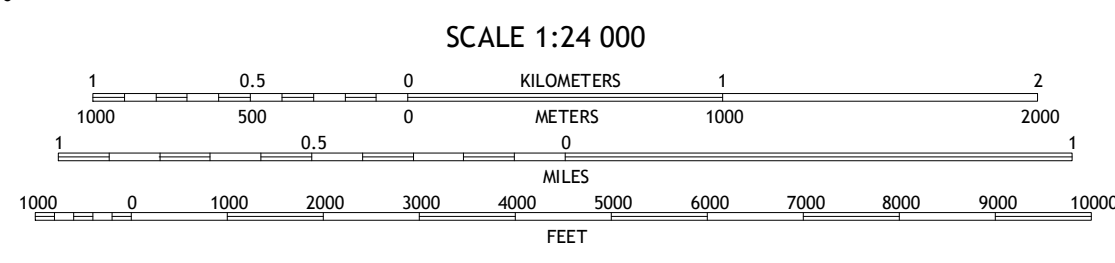 SCALE 1:24 000
1 0.5 0 KILOMETERS 1 2
1000 500 0 METERS 1000 2000
1 0.5 0 1
MILES
1000 0 1000 2000 3000 4000 5000 6000 7000 8000 9000 10000
FEET